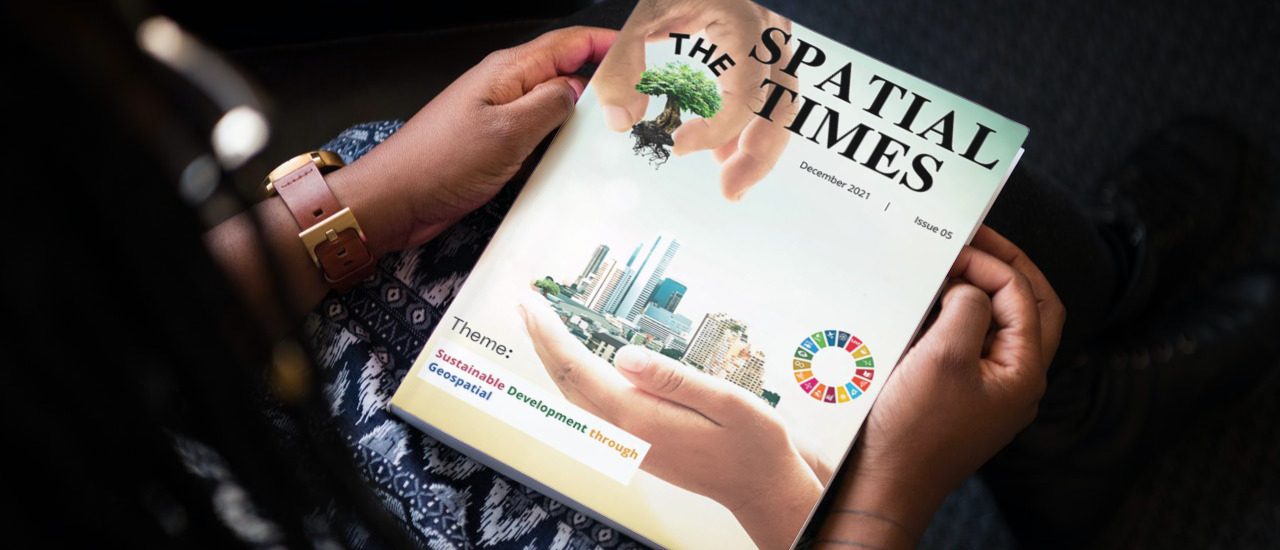 THE
SPATIAL
TIMES
December 2021 | Issue 05
Theme:
Sustainable Development through
Geospatial